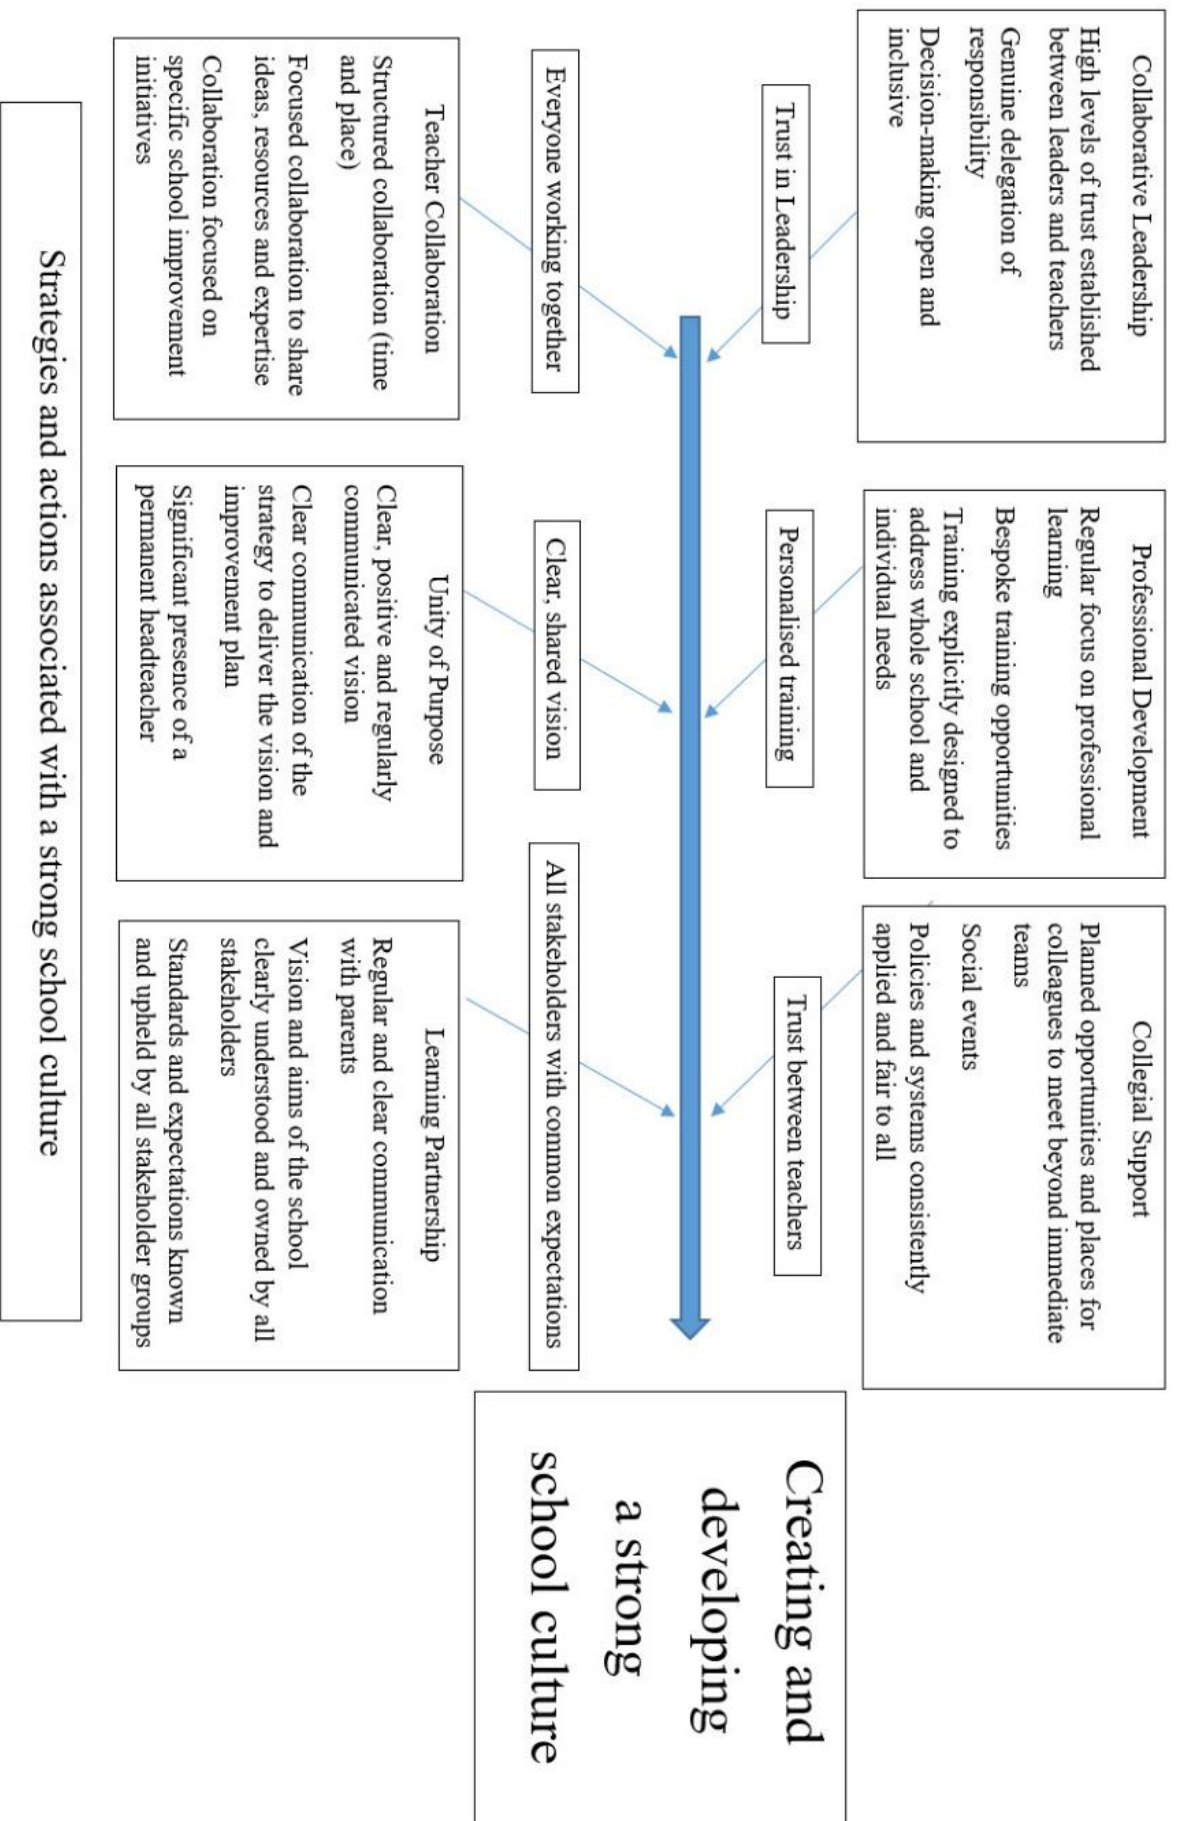 Collaborative Leadership
High levels of trust established
between leaders and teachers
Genuine delegation of
responsibility
Decision-making open and
inclusive
Professional Development
Regular focus on professional
learning
Bespoke training opportunities
Training explicitly designed to
address whole school and
individual needs
Collegial Support
Planned opportunities and places for
colleagues to meet beyond immediate
teams
Social events
Policies and systems consistently
applied and fair to all
Trust in Leadership
Personalised training
Trust between teachers
Creating and
developing
a strong
school culture
Everyone working together
Clear, shared vision
All stakeholders with common expectations
Teacher Collaboration
Structured collaboration (time
and place)
Focused collaboration to share
ideas, resources and expertise
Collaboration focused on
specific school improvement
initiatives
Unity of Purpose
Clear, positive and regularly
communicated vision
Clear communication of the
strategy to deliver the vision and
improvement plan
Significant presence of a
permanent headteacher
Learning Partnership
Regular and clear communication
with parents
Vision and aims of the school
clearly understood and owned by all
stakeholders
Standards and expectations known
and upheld by all stakeholder groups
Strategies and actions associated with a strong school culture